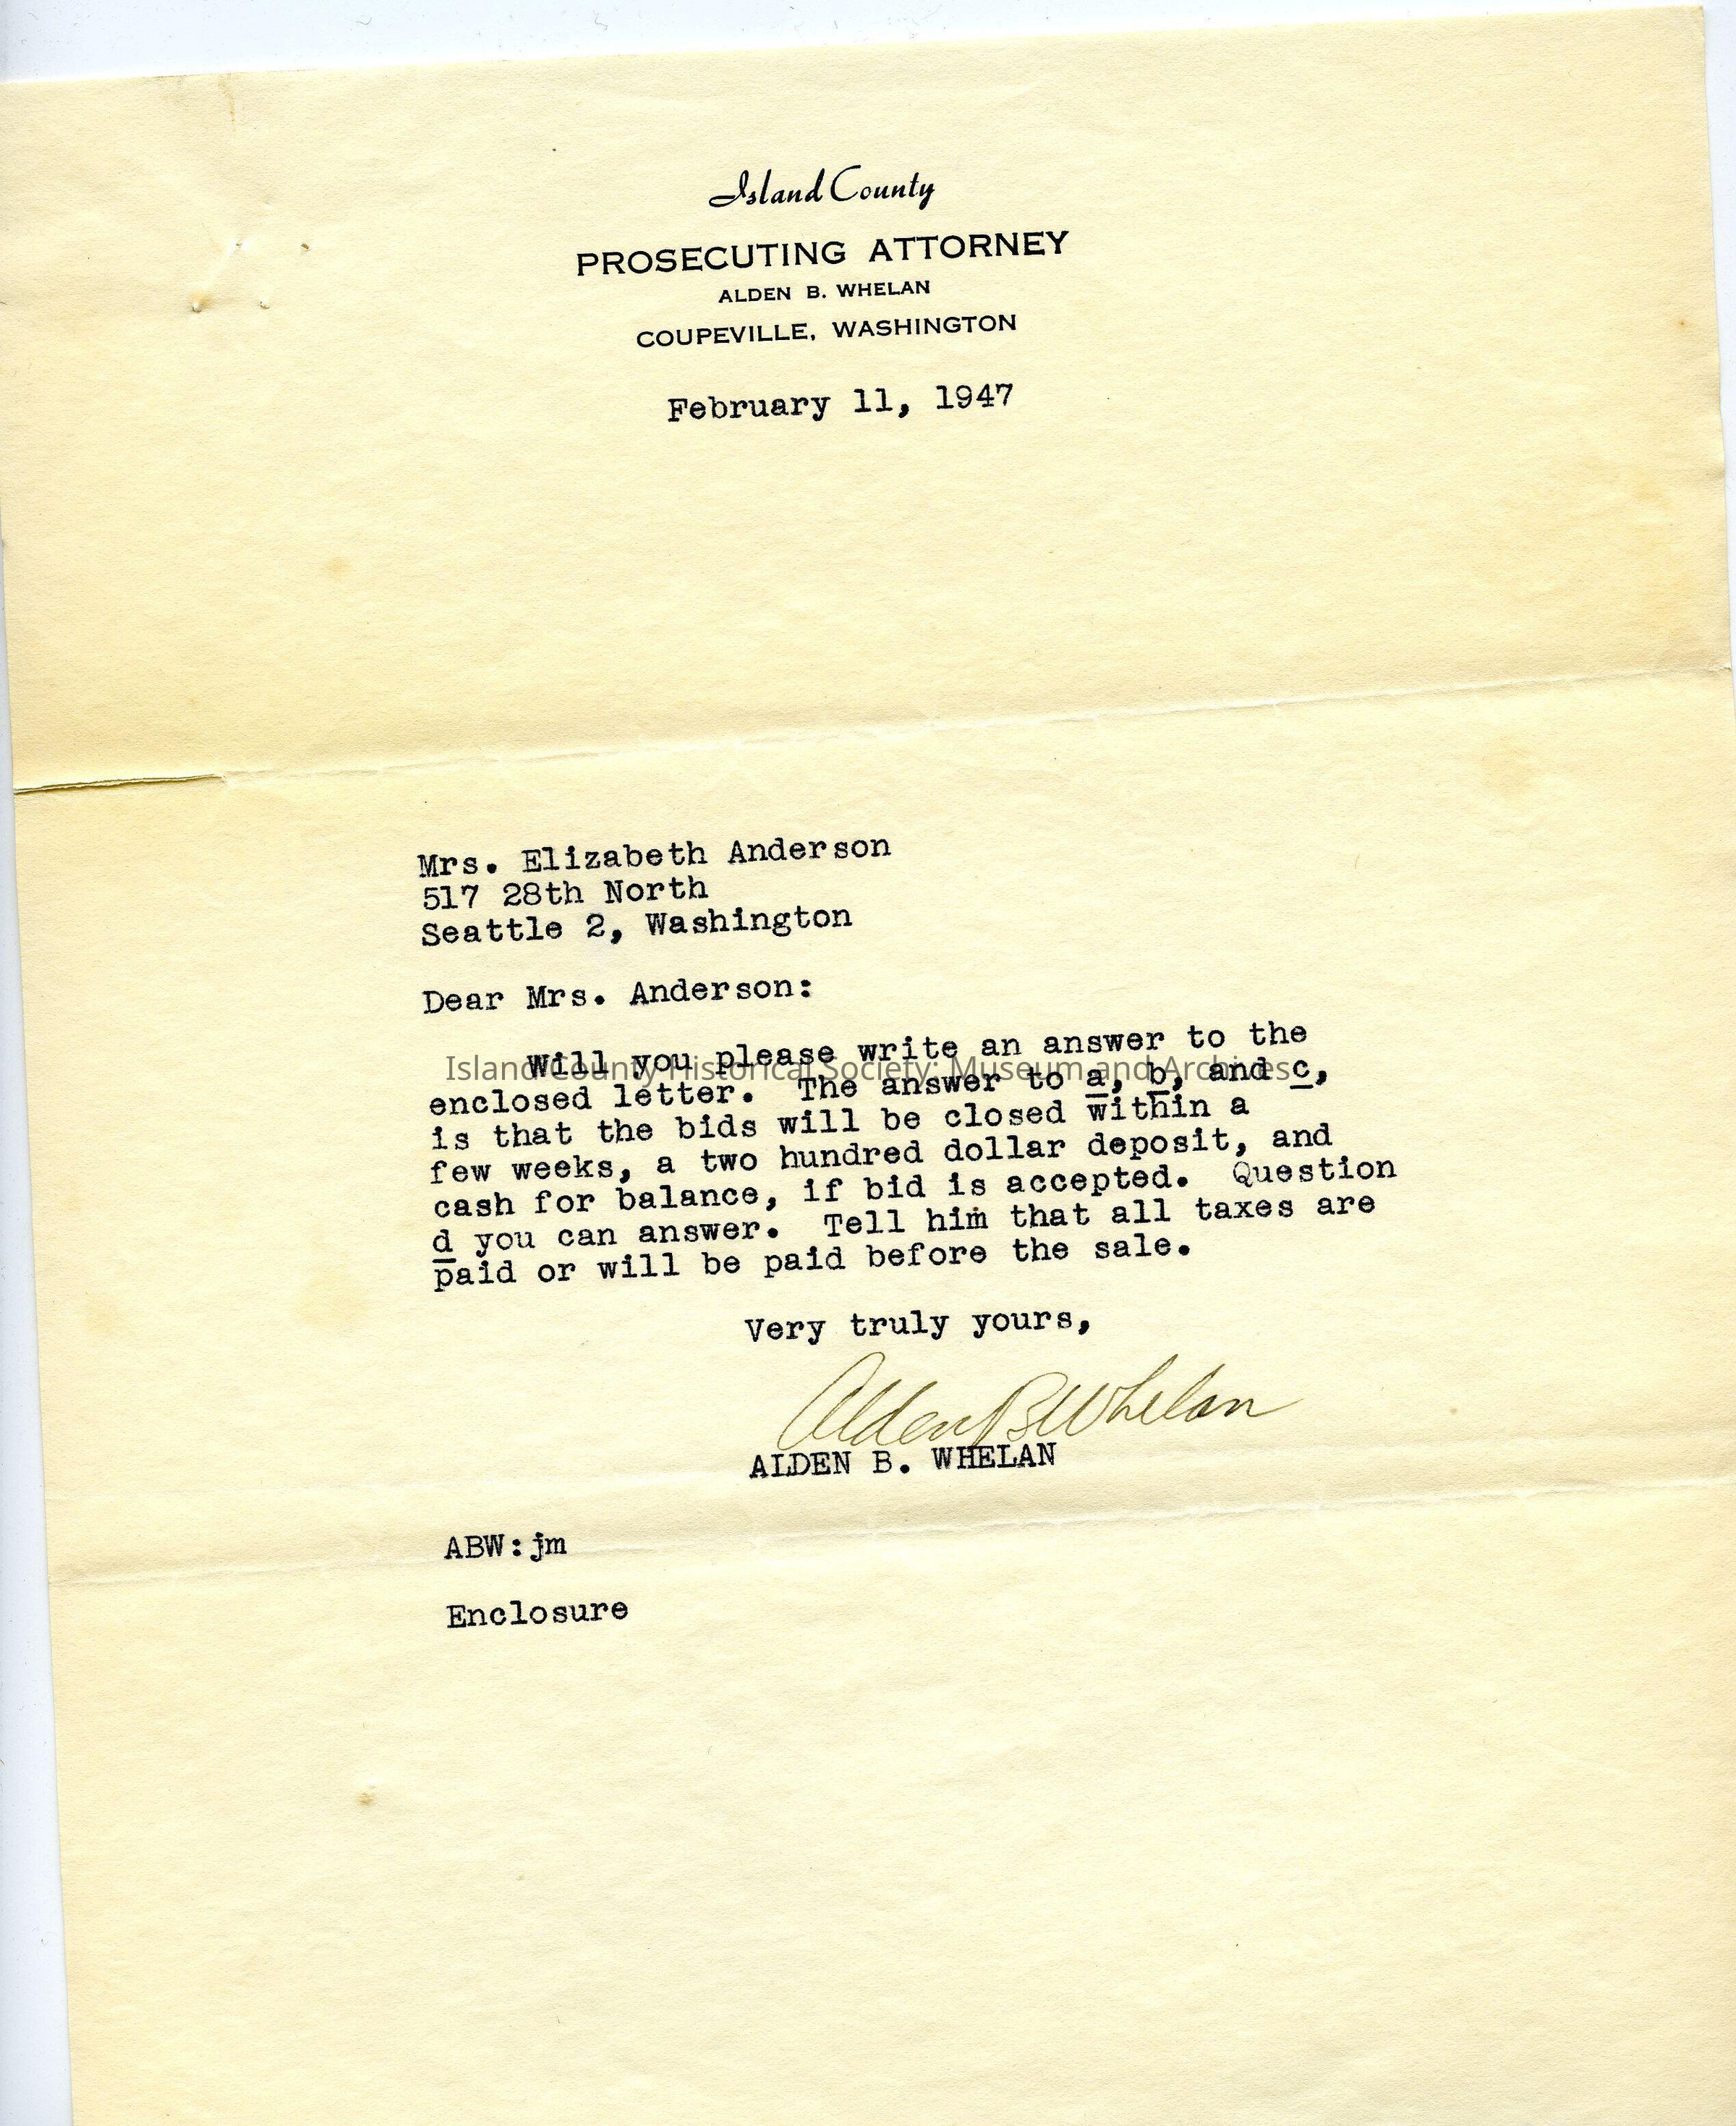 Island County
PROSECUTING ATTORNEY
ALDEN B. WHELAN
COUPEVILLE, WASHINGTON
February 11, 1947
Mrs. Elizabeth Anderson
517 28th North
Seattle 2, Washington
Dear Mrs. Anderson:
Will you please write an answer to the
Island County Historical Society: Museum and Archives
enclosed letter. The answer to a, b, and c,
is that the bids will be closed within a
few weeks, a two hundred dollar deposit, and
cash for balance, if bid is accepted. Question
d you can answer. Tell him that all taxes are
paid or will be paid before the sale.
Very truly yours,
Alden B Whelan
ALDEN B. WHELAN
ABW:jm
Enclosure